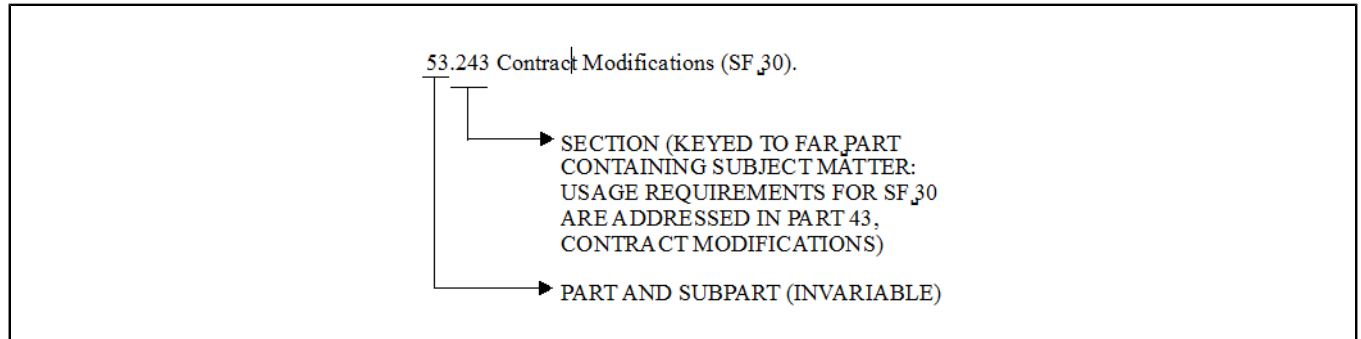 53.243 Contract Modifications (SF 30).
SECTION (KEYED TO FAR PART
CONTAINING SUBJECT MATTER:
USAGE REQUIREMENTS FOR SF 30
ARE ADDRESSED IN PART 43,
CONTRACT MODIFICATIONS)
PART AND SUBPART (INVARIABLE)